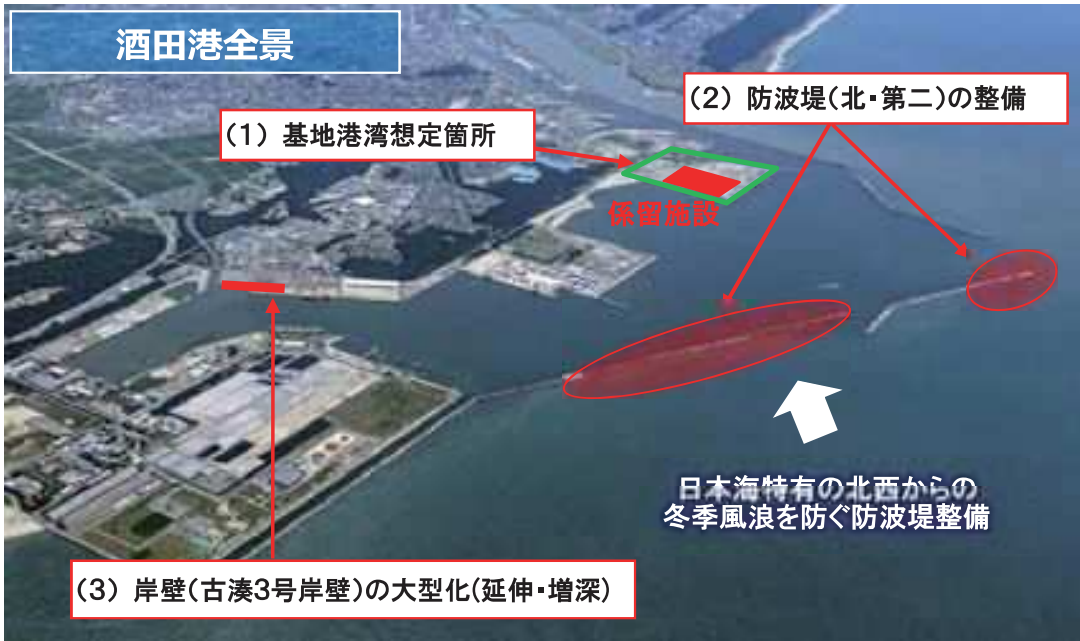 酒田港全景
(2) 防波堤(北・第二)の整備
(1) 基地港湾想定箇所
係留施設
日本海特有の北西からの
冬季風浪を防ぐ防波堤整備
(3) 岸壁(古湊3号岸壁)の大型化(延伸・増深)